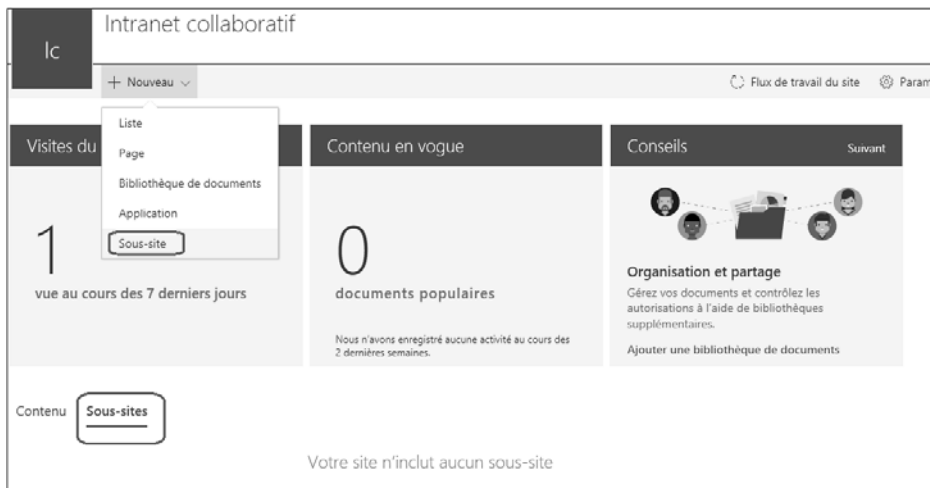 Intranet collaboratif
Ic
+ Nouveau
Flux de travail du site
Param
Liste
Page
Bibliothèque de documents
Application
Sous-site
Visites du
1
vue au cours des 7 derniers jours
Contenu en vogue
0
documents populaires
Nous n'avons enregistré aucune activité au cours des
2 dernières semaines.
Conseils
Suivant
Organisation et partage
Gérez vos documents et contrôlez les
autorisations à l'aide de bibliothèques
supplémentaires.
Ajouter une bibliothèque de documents
Contenu
Sous-sites
Votre site n'inclut aucun sous-site